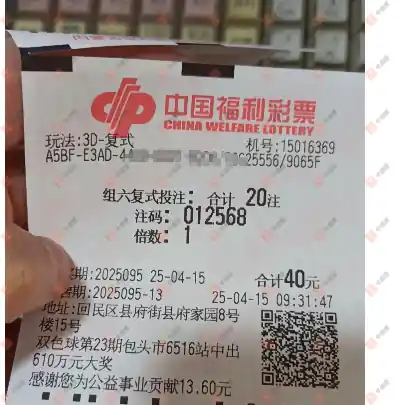 中国福利彩票
CHINA WELFARE LOTTERY
玩法:3D-复式 机号:15016369
A5BF-E3AD-4 25556/9065F
组六复式投注: 合计 20注
注码: 012568
倍数: 1
期:2025095 25-04-15 合计40元
期:2025095-13 25-04-15 09:31:47
地址:回民区县府街县府家园8号
楼15号
双色球第23期包头市6516站中出
610万元大奖
感谢您为公益事业贡献13.60元